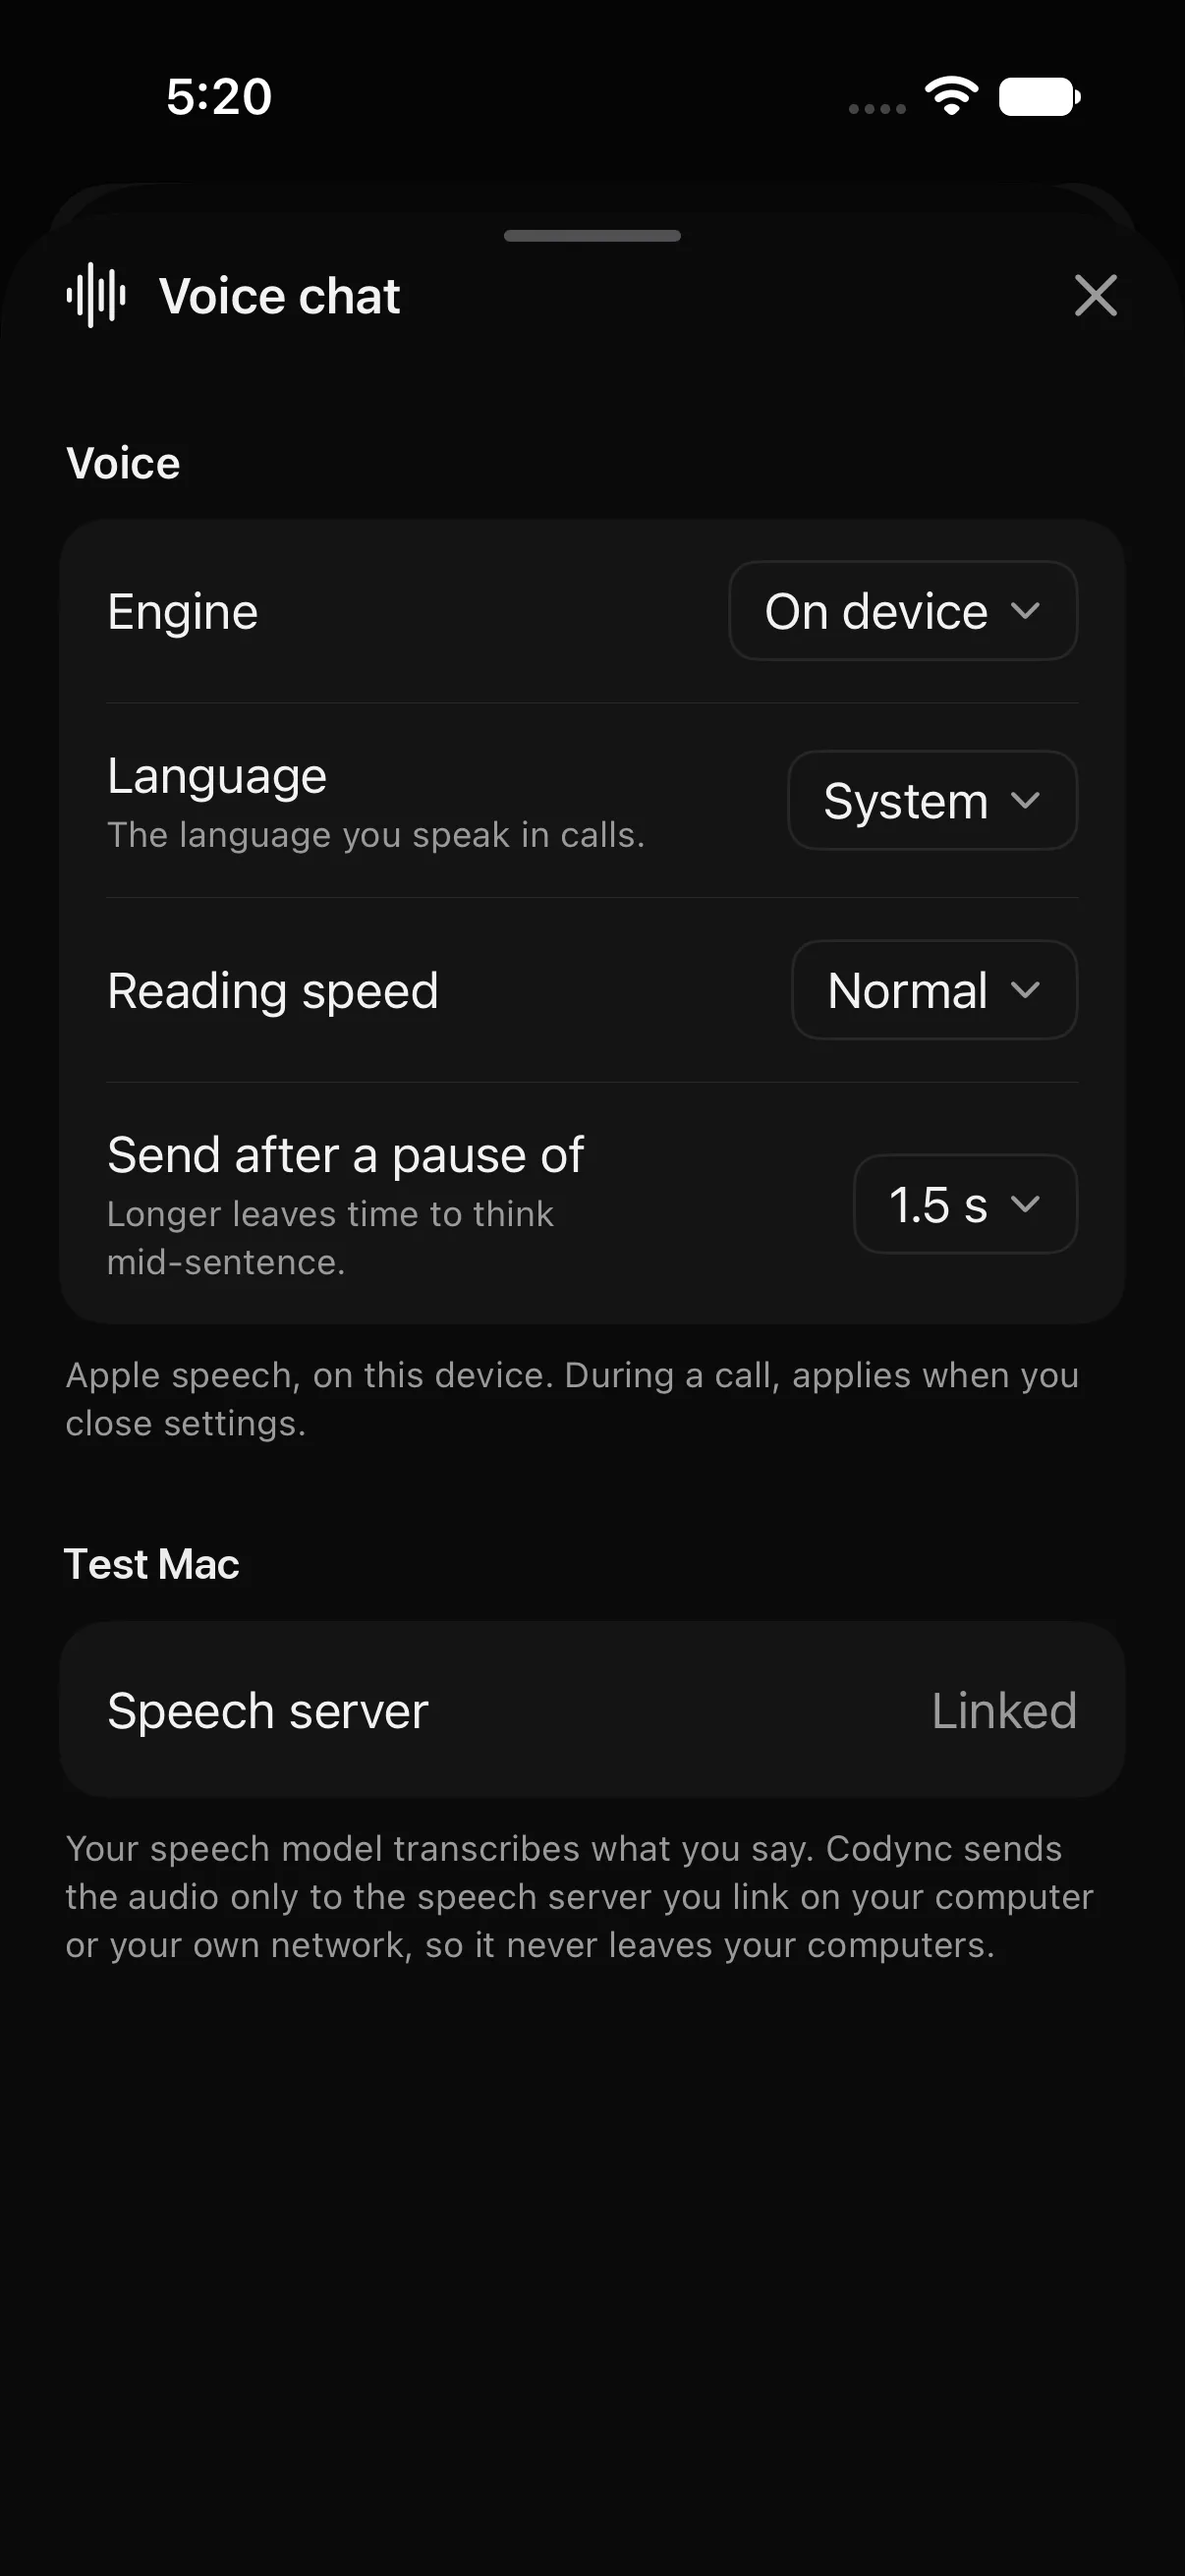 5:20
Voice chat
Voice
Engine
On device
Language
The language you speak in calls.
System
Reading speed
Normal
Send after a pause of
Longer leaves time to think
mid-sentence.
1.5 s
Apple speech, on this device. During a call, applies when you
close settings.
Test Mac
Speech server
Linked
Your speech model transcribes what you say. Codync sends
the audio only to the speech server you link on your computer
or your own network, so it never leaves your computers.